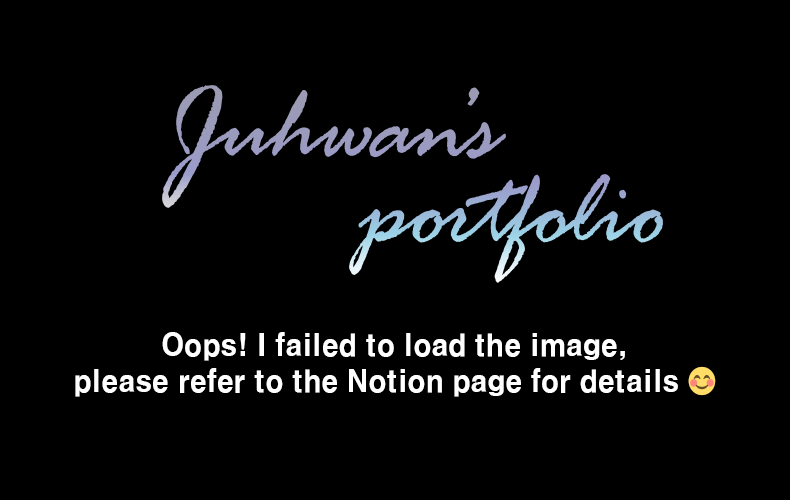 Juhwan's
portfolio
Oops! I failed to load the image,
please refer to the Notion page for details 😊